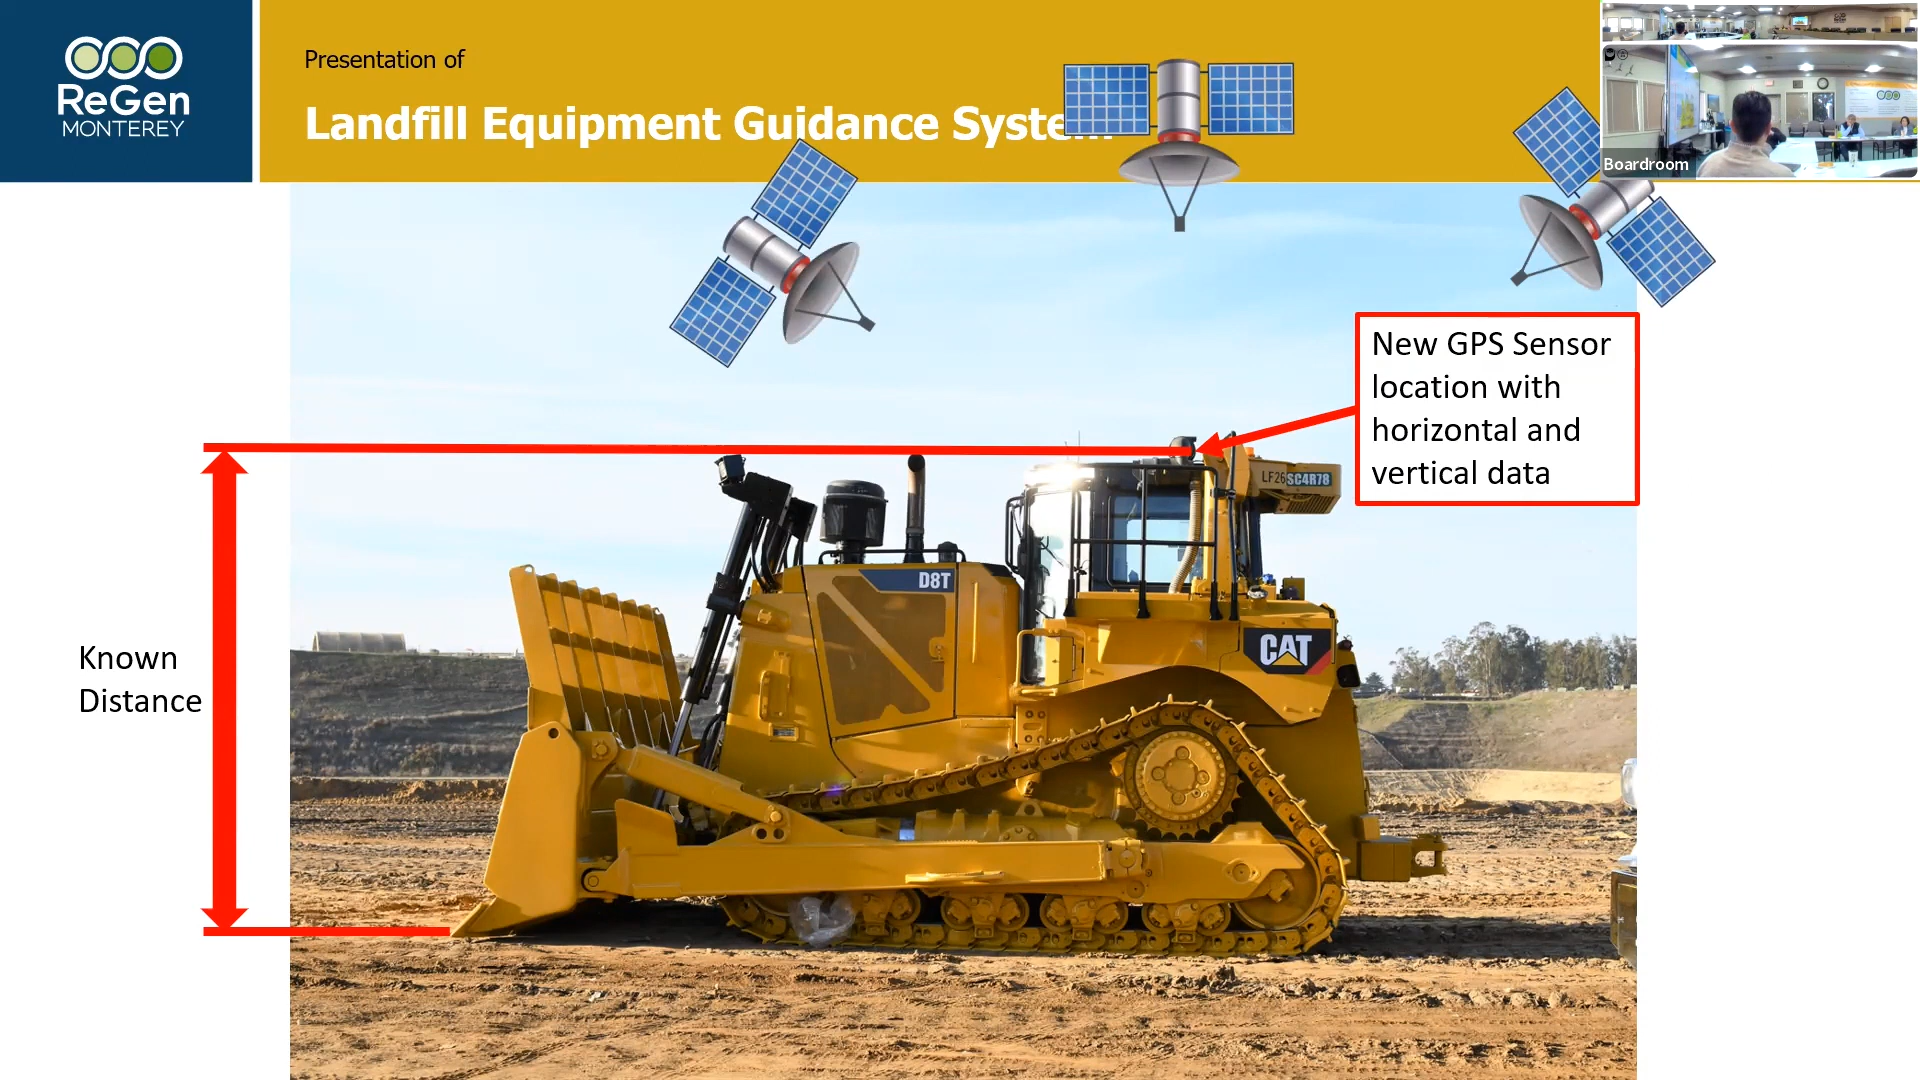 ReGen
MONTEREY
Presentation of
Landfill Equipment Guidance System
Boardroom
New GPS Sensor
location with
horizontal and
vertical data
LF26 SC4R78
D8T
CAT
Known
Distance